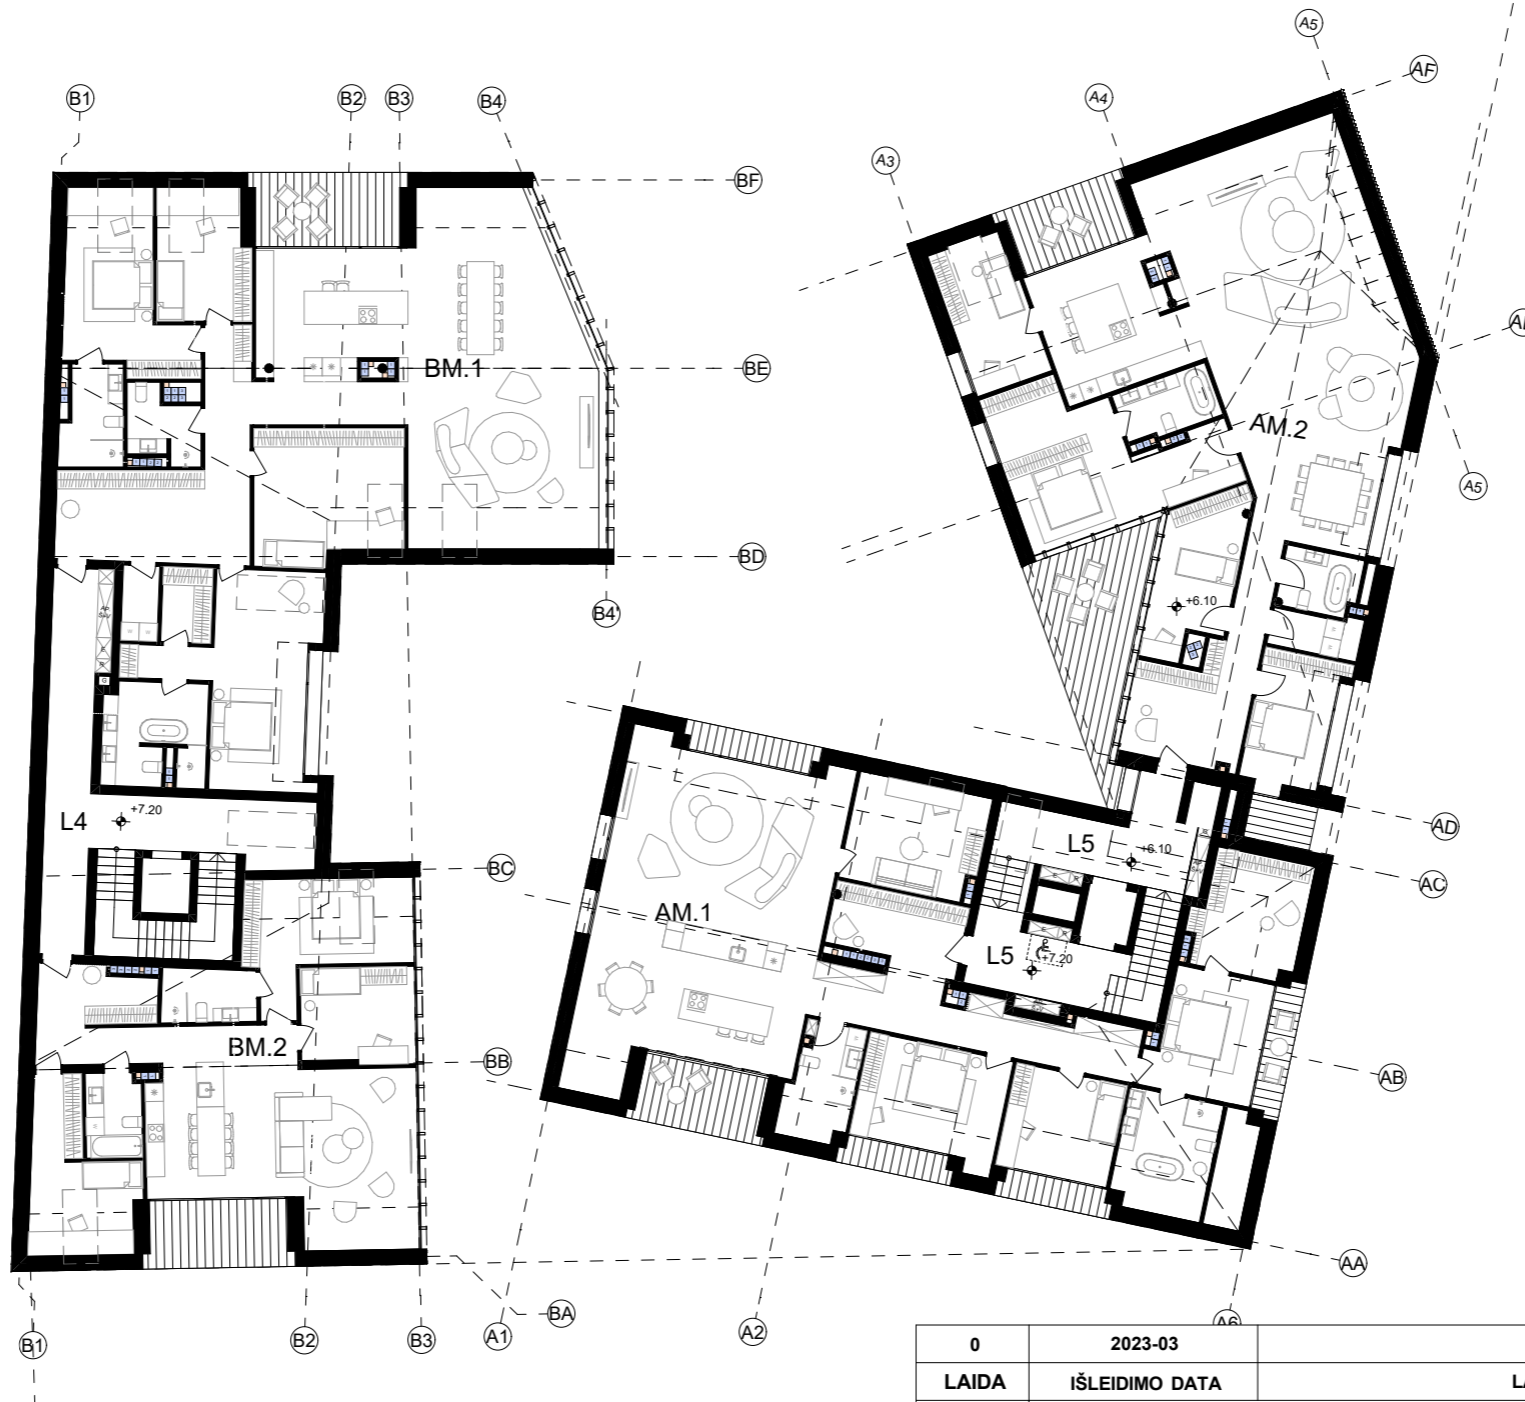 A5
AF
B1
B2
B3
B4
A4
A3
BF
BE
BM.1
AM.2
A5
BD
B4'
+6.10
G
L4
+7.20
AD
L5
+6.10
BC
AC
AM.1
L5
+7.20
BM.2
BB
AB
AA
BA
A6
B1
B2
B3
A1
A2
0
2023-03
LAIDA
IŠLEIDIMO DATA